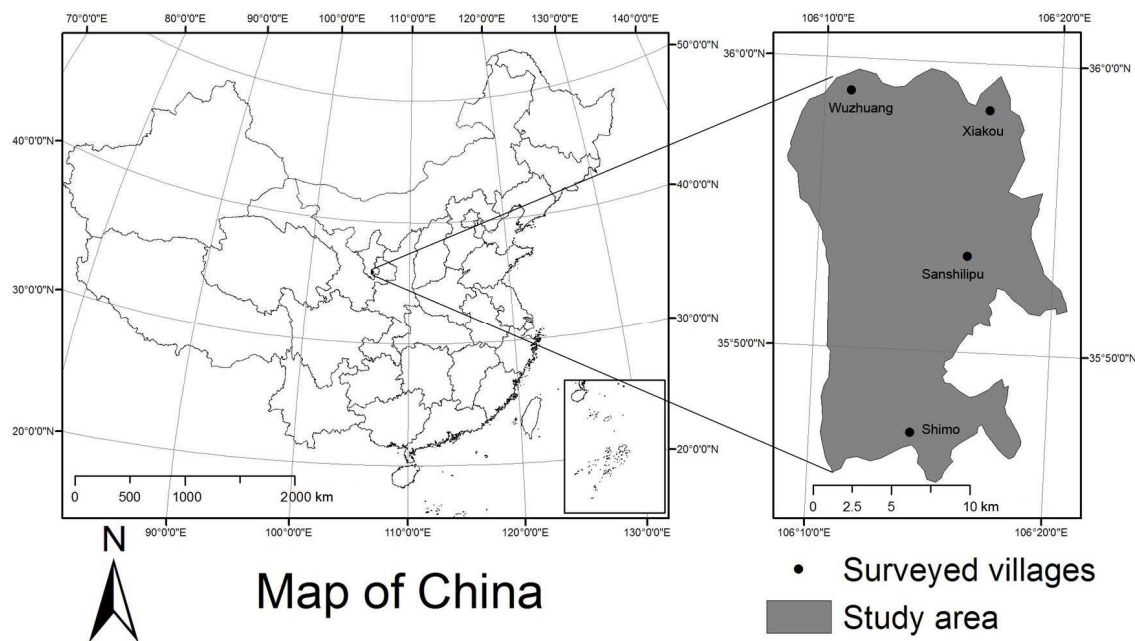 70°0'0"E 80°0'0"E 90°0'0"E 100°0'0"E 110°0'0"E 120°0'0"E 130°0'0"E 140°0'0"E
50°0'0"N
40°0'0"N
40°0'0"N
30°0'0"N
30°0'0"N
20°0'0"N
20°0'0"N
0 500 1000 2000 km
90°0'0"E 100°0'0"E 110°0'0"E 120°0'0"E 130°0'0"E
106°10'E 106°20'E
36°0'0"N 36°0'0"N
Wuzhuang
Xiakou
Sanshilipu
35°50'N 35°50'N
Shimo
0 2.5 5 10 km
106°10'0"E 106°20'0"E
N
Map of China
Surveyed villages
Study area